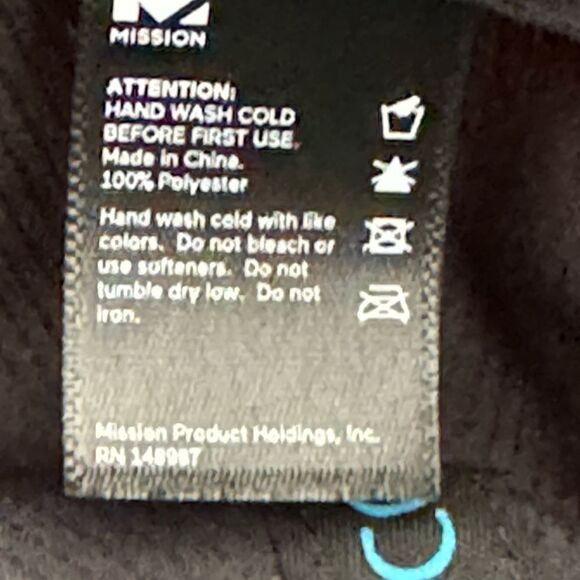 MISSION
ATTENTION:
HAND WASH COLD
BEFORE FIRST USE.
Made in China.
100% Polyester
Hand wash cold with like
colors. Do not bleach or
use softeners. Do not
tumble dry low. Do not
iron.
Mission Product Holdings, Inc.
RN 148987